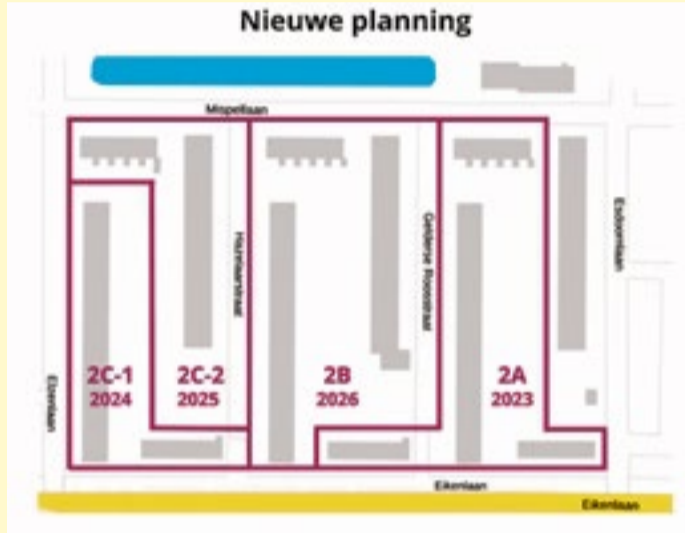 Nieuwe planning
Mispellaan
Hazelaarstraat
Gelderse Roosstraat
Esdoornlaan
Elzenlaan
2C-1
2024
2C-2
2025
2B
2026
2A
2023
Eikenlaan
Eikenlaan